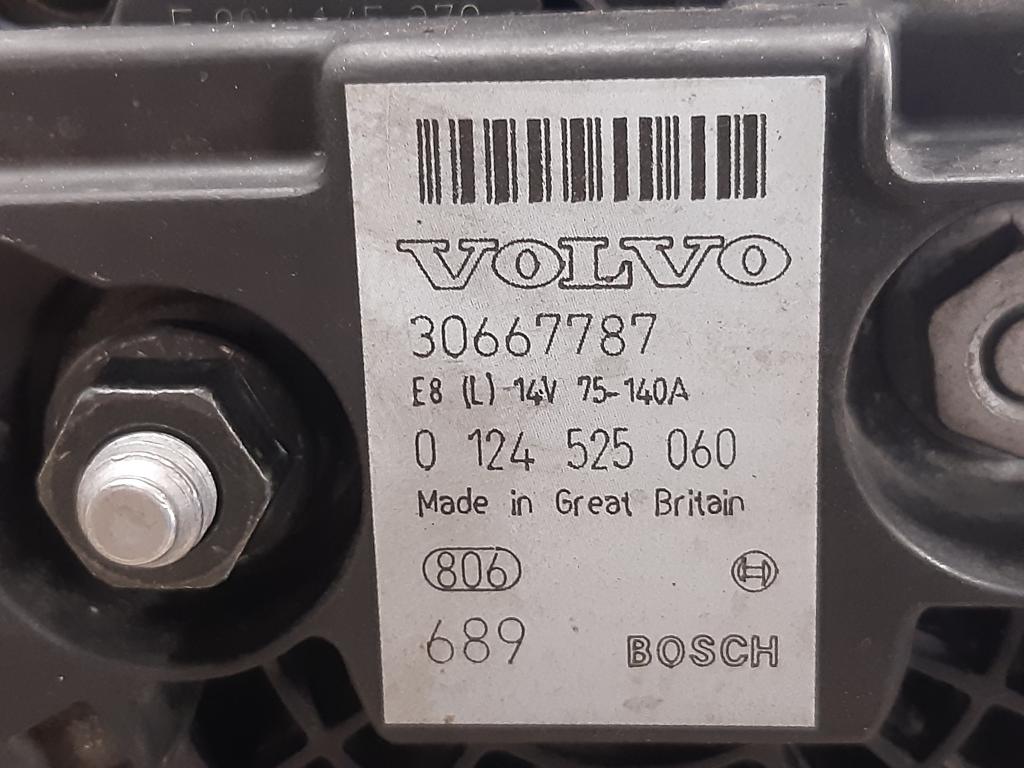 VOLVO
30667787
E8 (L) 14V 75-140A
0 124 525 060
Made in Great Britain
806
689 BOSCH